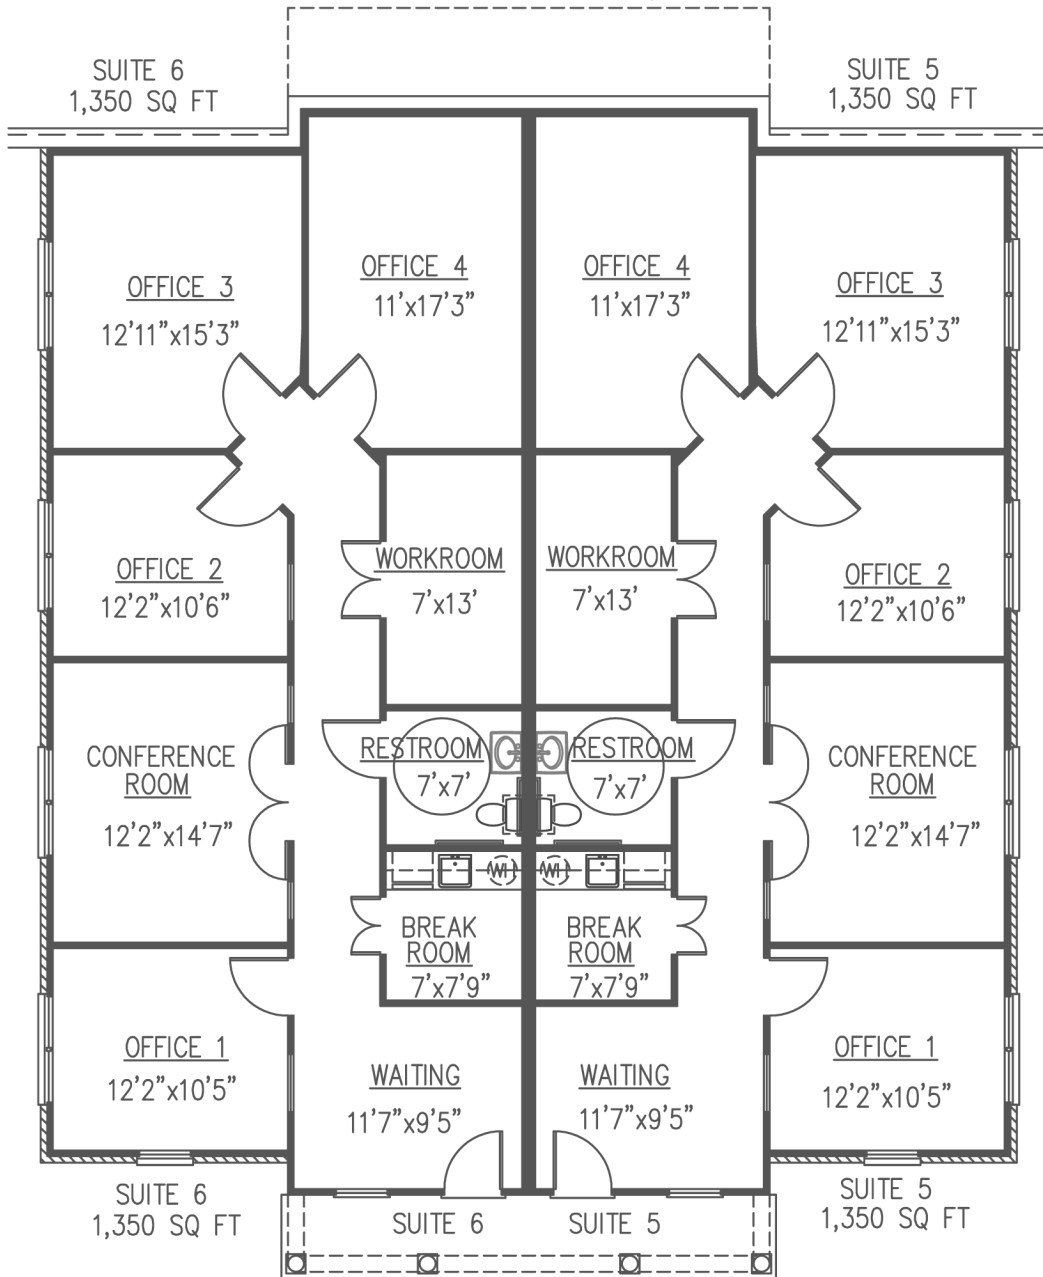 SUITE 6
1,350 SQ FT
SUITE 5
1,350 SQ FT
OFFICE 3
12'11"x15'3"
OFFICE 4
11'x17'3"
OFFICE 4
11'x17'3"
OFFICE 3
12'11"x15'3"
OFFICE 2
12'2"x10'6"
WORKROOM
7'x13'
WORKROOM
7'x13'
OFFICE 2
12'2"x10'6"
CONFERENCE
ROOM
12'2"x14'7"
RESTROOM
7'x7'
RESTROOM
7'x7'
CONFERENCE
ROOM
12'2"x14'7"
WH
WH
BREAK
ROOM
7'x7'9"
BREAK
ROOM
7'x7'9"
OFFICE 1
12'2"x10'5"
WAITING
11'7"x9'5"
WAITING
11'7"x9'5"
OFFICE 1
12'2"x10'5"
SUITE 6
1,350 SQ FT
SUITE 6
SUITE 5
SUITE 5
1,350 SQ FT